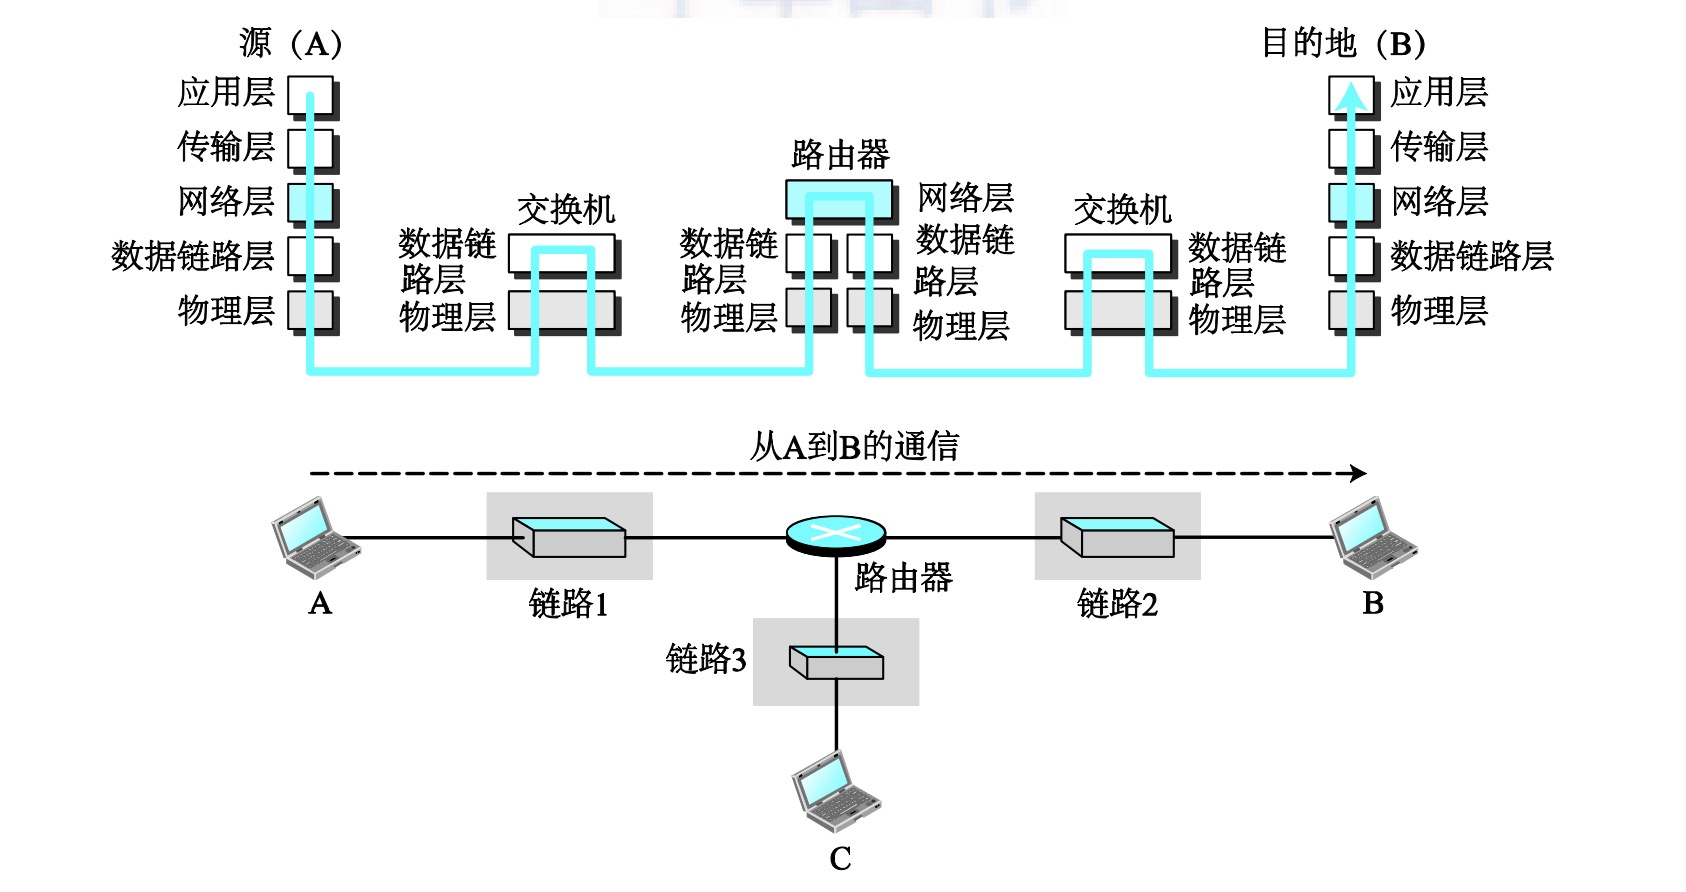 源（A）
目的地（B）
应用层
传输层
网络层
数据链路层
物理层
交换机
数据链
路层
物理层
路由器
数据链
路层
物理层
网络层
数据链
路层
物理层
交换机
数据链
路层
物理层
应用层
传输层
网络层
数据链路层
物理层
从A到B的通信
A
链路1
路由器
链路2
B
链路3
C